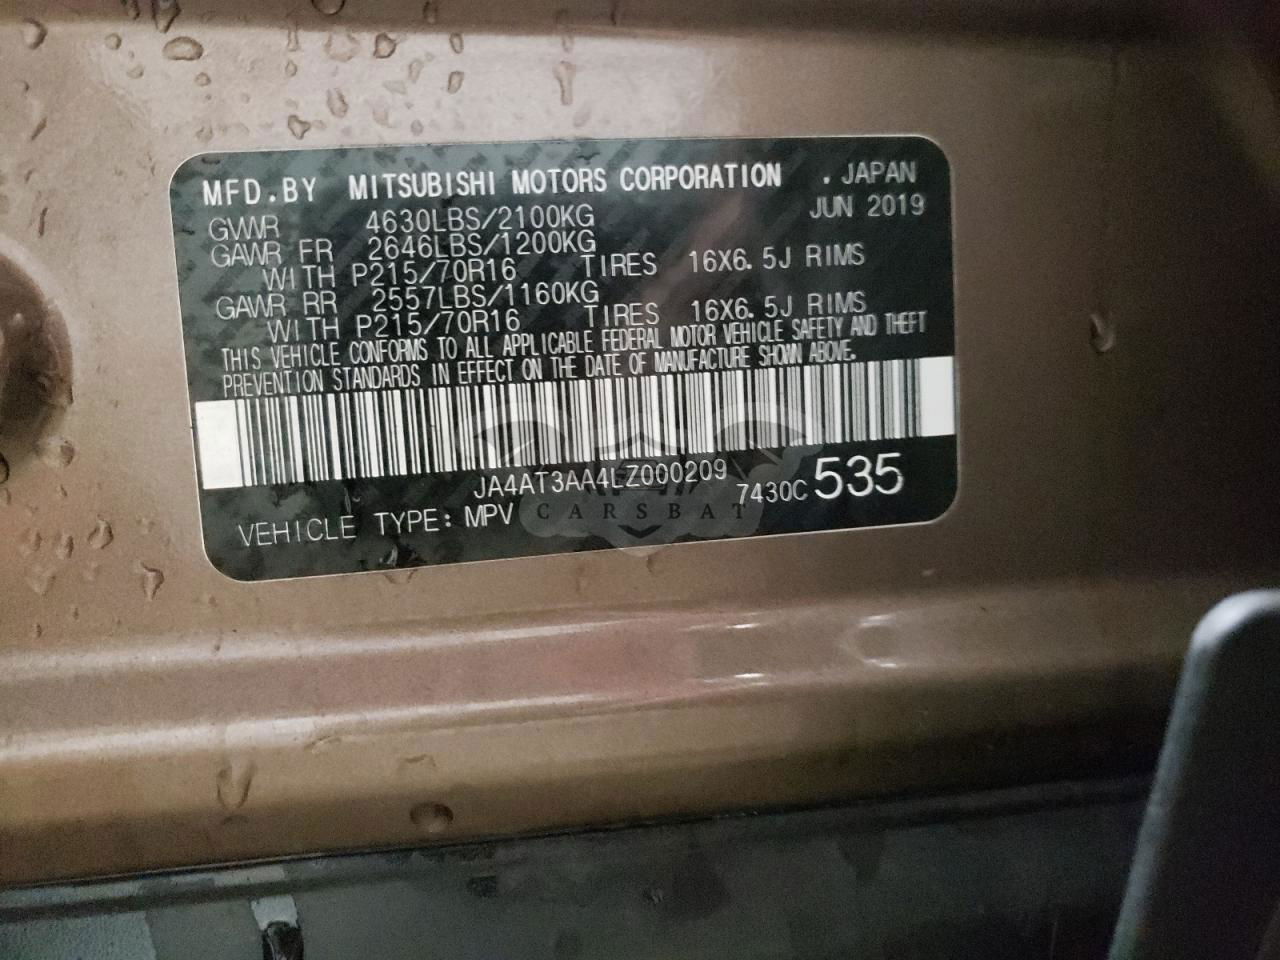 MFD.BY MITSUBISHI MOTORS CORPORATION . JAPAN
GVWR 4630LBS/2100KG JUN 2019
GAWR FR 2646LBS/1200KG
WITH P215/70R16 TIRES 16X6.5J RIMS
GAWR RR 2557LBS/1160KG
WITH P215/70R16 TIRES 16X6.5J RIMS
THIS VEHICLE CONFORMS TO ALL APPLICABLE FEDERAL MOTOR VEHICLE SAFETY AND THEFT
PREVENTION STANDARDS IN EFFECT ON THE DATE OF MANUFACTURE SHOWN ABOVE.
JA4AT3AA4LZ000209
7430C 535
VEHICLE TYPE: MPV
CARSBAT